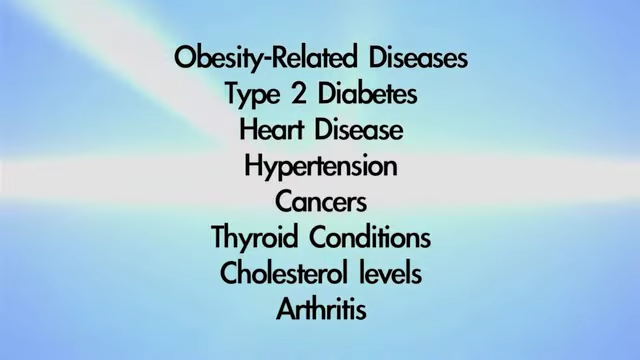 Obesity-Related Diseases
Type 2 Diabetes
Heart Disease
Hypertension
Cancers
Thyroid Conditions
Cholesterol levels
Arthritis